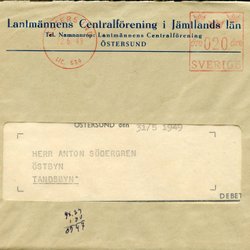 Lantmännens Centralförening i Jämtlands län
Tel. Namnanrop: Lantmännens Centralförening
ÖSTERSUND
020
SVERIGE
ÖSTERSUND den 31/5 1949
HERR ANTON SÖDERGREN
ÖSTBYN
TANDSBYN
DEBET